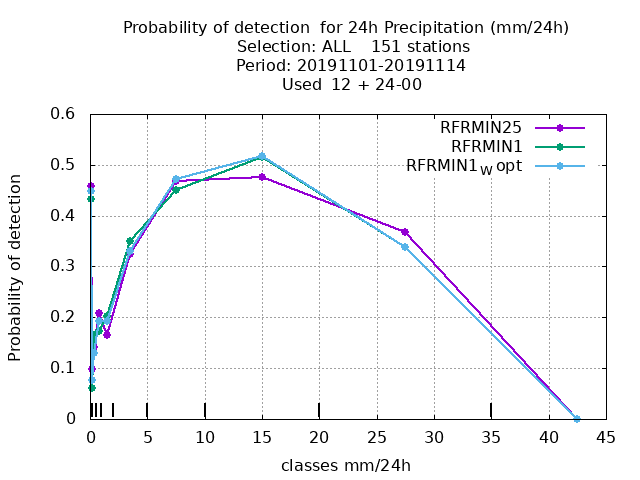 Probability of detection  for 24h Precipitation (mm/24h)
Selection: ALL    151 stations
Period: 20191101-20191114
Used  12 + 24-00
RFRMIN25
RFRMIN1
RFRMIN1W opt
Probability of detection
0.6
0.5
0.4
0.3
0.2
0.1
0
0 5 10 15 20 25 30 35 40 45
classes mm/24h